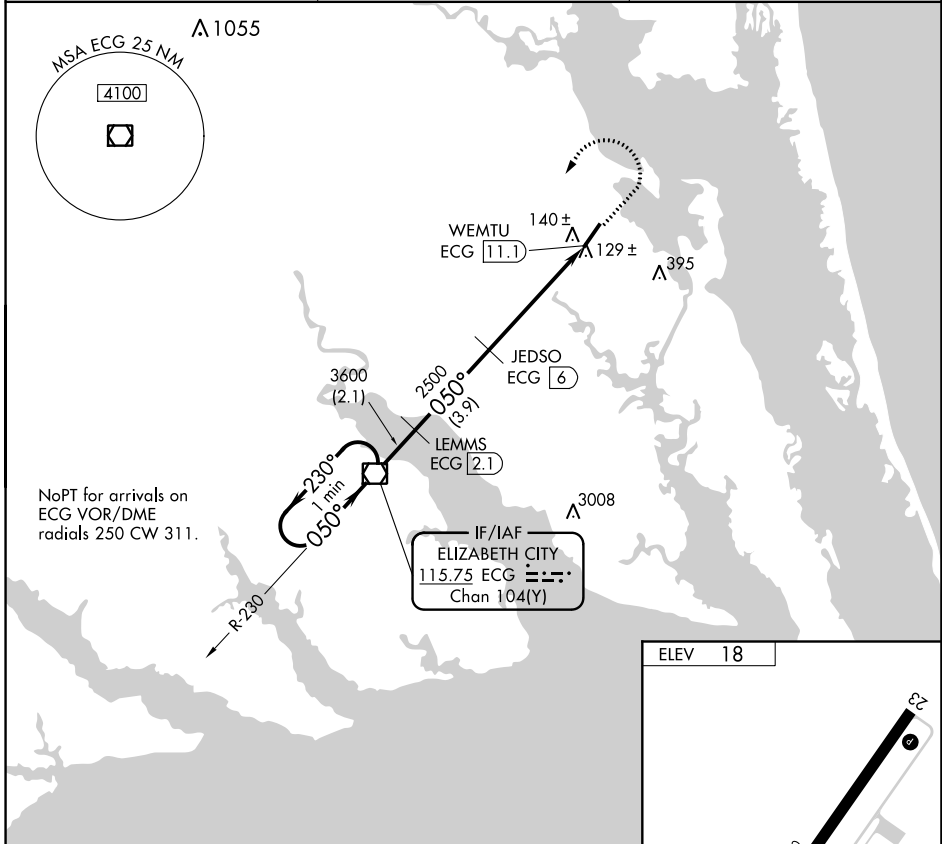 1055
MSA ECG 25 NM
4100
WEMTU
ECG 11.1
140 ±
129 ±
395
JEDSO
ECG 6
3600
(2.1)
2500
050°
(3.9)
LEMMS
ECG 2.1
230°
1 min
050°
NoPT for arrivals on
ECG VOR/DME
radials 250 CW 311.
3008
IF/IAF
ELIZABETH CITY
115.75 ECG
Chan 104(Y)
R-230
ELEV 18
23
P